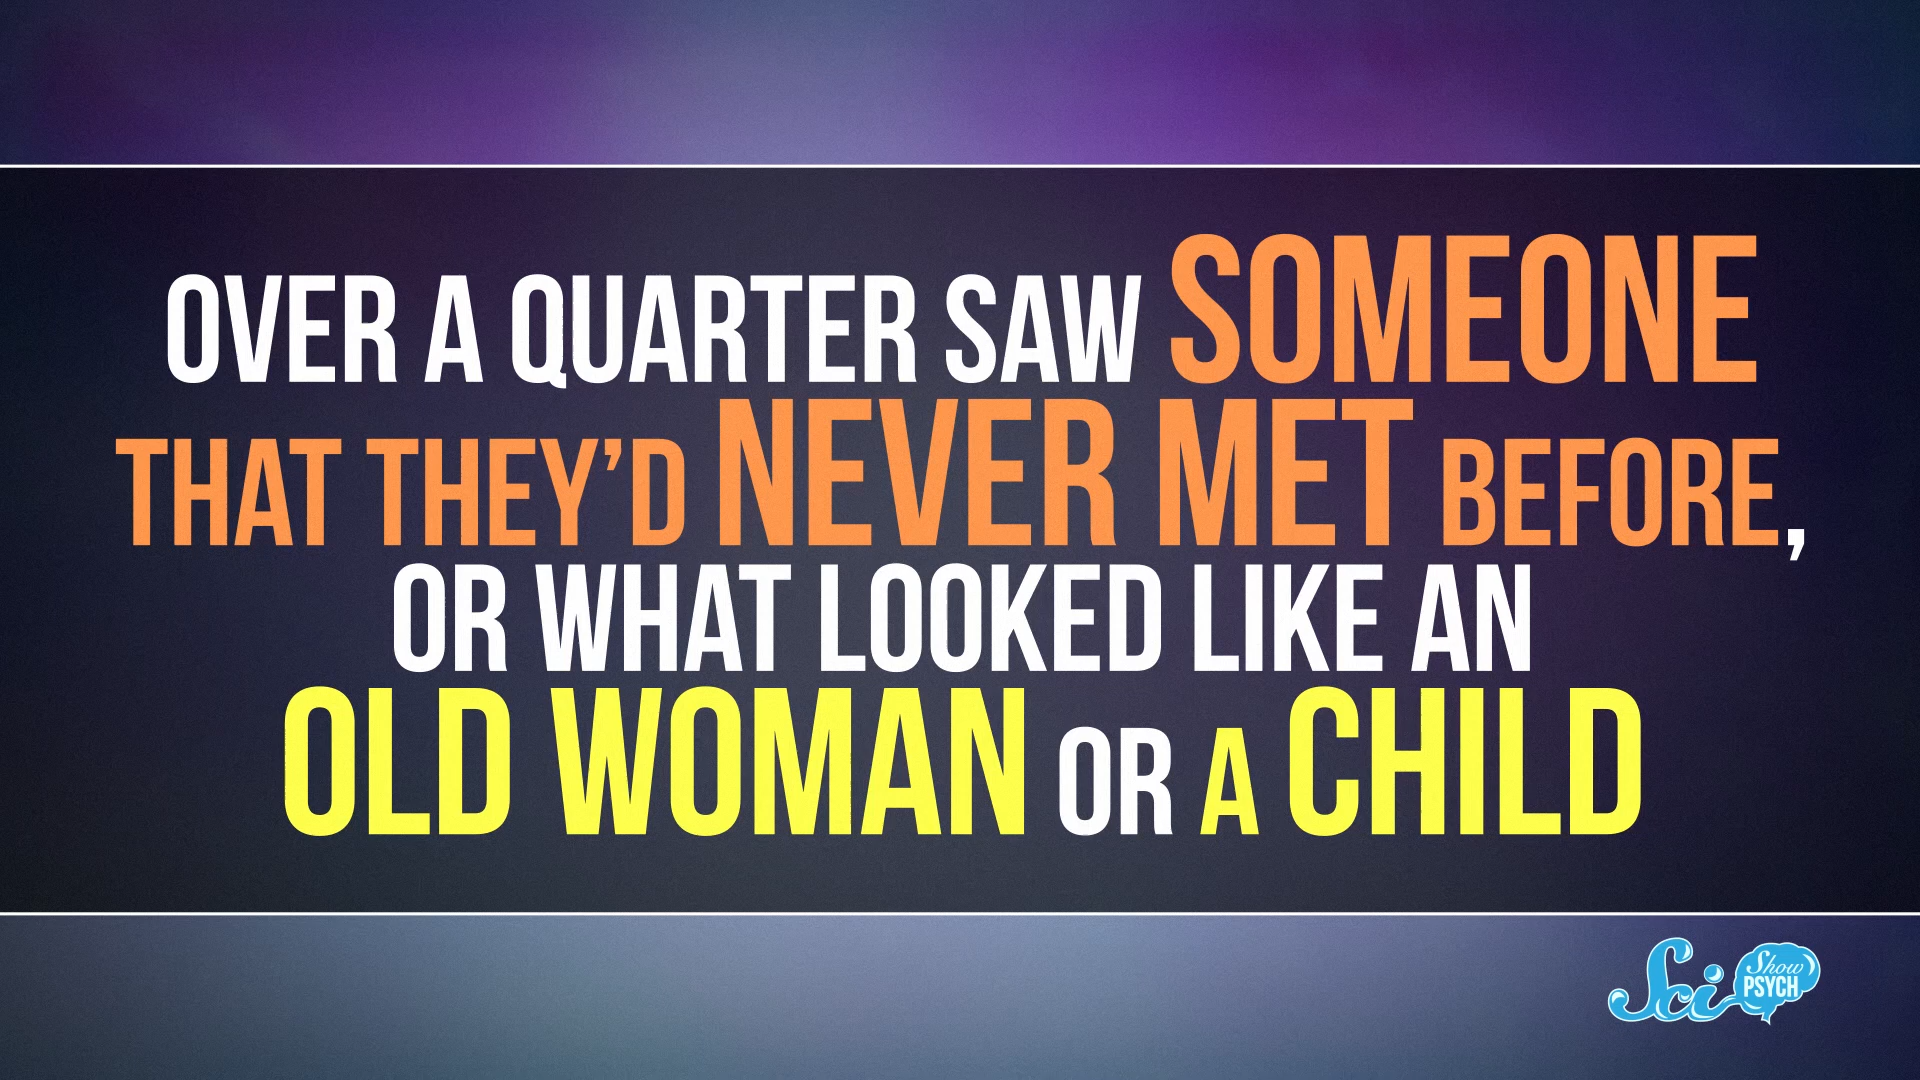 OVER A QUARTER SAW SOMEONE
THAT THEY’D NEVER MET BEFORE,
OR WHAT LOOKED LIKE AN
OLD WOMAN OR A CHILD
Sci Show
PSYCH